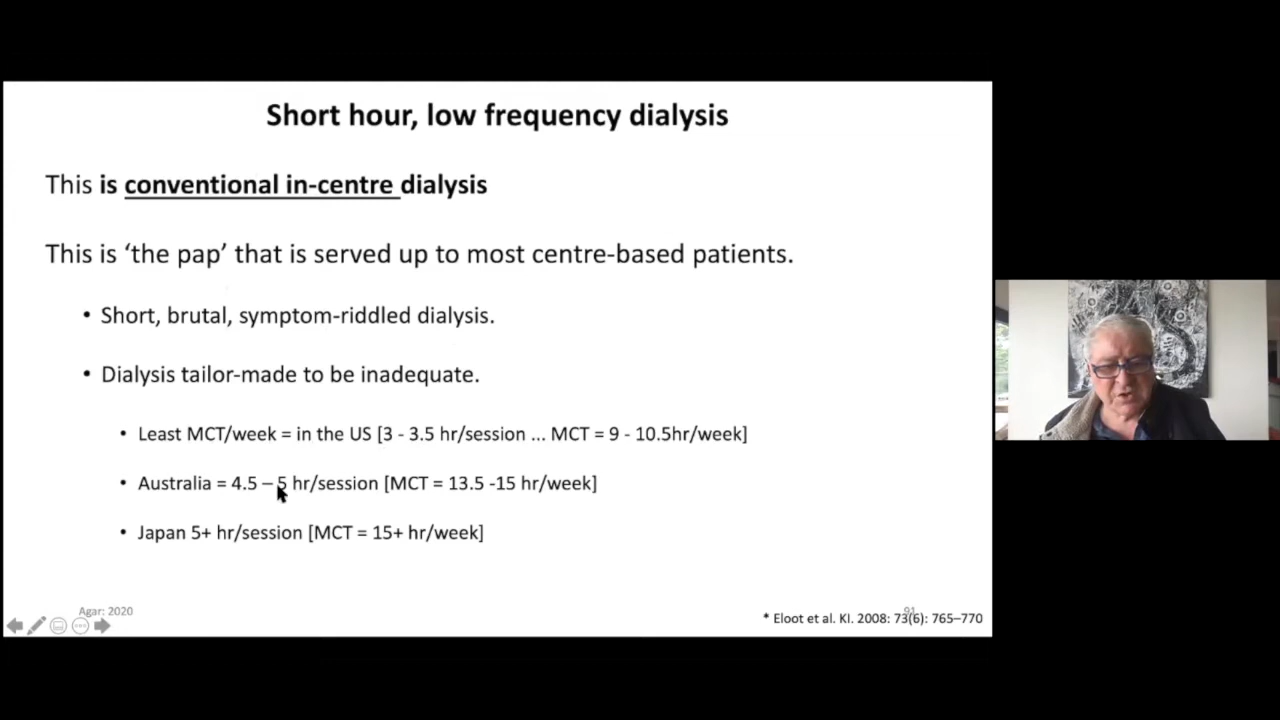 Short hour, low frequency dialysis
This is conventional in-centre dialysis
This is ‘the pap’ that is served up to most centre-based patients.
• Short, brutal, symptom-riddled dialysis.
• Dialysis tailor-made to be inadequate.
• Least MCT/week = in the US [3 - 3.5 hr/session ... MCT = 9 - 10.5hr/week]
• Australia = 4.5 – 5 hr/session [MCT = 13.5 -15 hr/week]
• Japan 5+ hr/session [MCT = 15+ hr/week]
Agar: 2020
91
* Eloot et al. KI. 2008: 73(6): 765–770